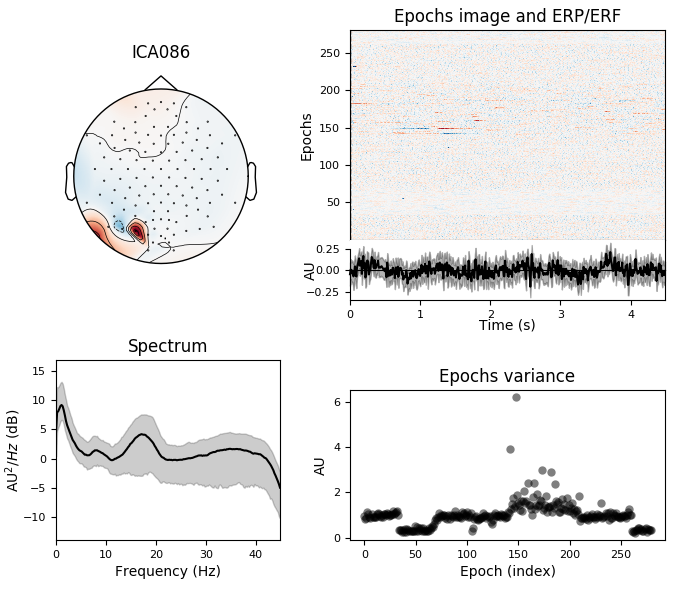 ICA086
Epochs image and ERP/ERF
Epochs
250
200
150
100
50
AU
0.25
0.00
−0.25
0 1 2 3 4
Time (s)
Spectrum
AU²/Hz (dB)
15
10
5
0
−5
−10
0 10 20 30 40
Frequency (Hz)
Epochs variance
AU
6
4
2
0
0 50 100 150 200 250
Epoch (index)